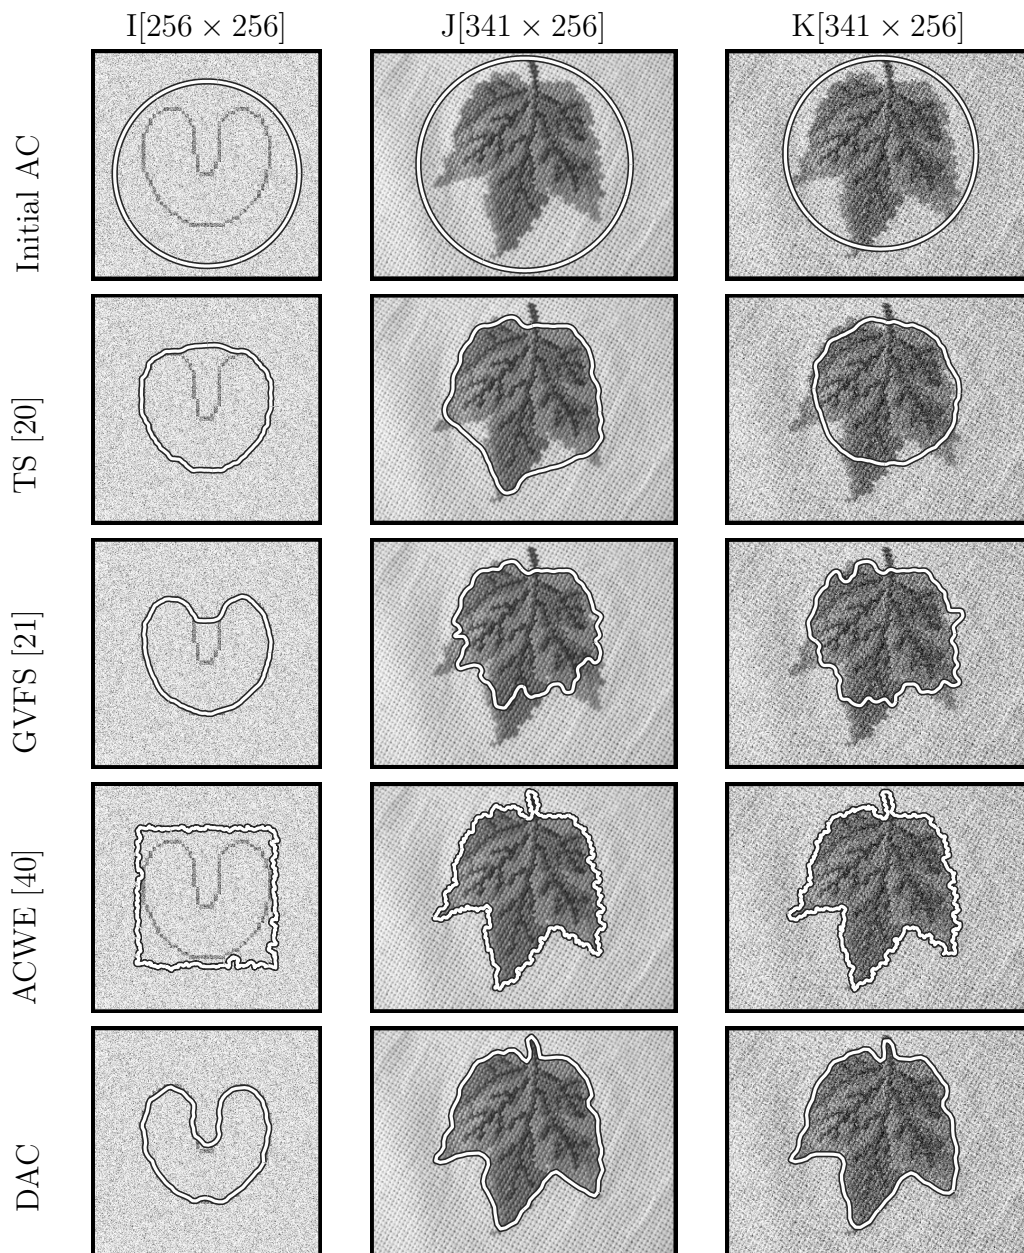 I[256 × 256]
J[341 × 256]
K[341 × 256]
Initial AC
TS [20]
GVFS [21]
ACWE [40]
DAC